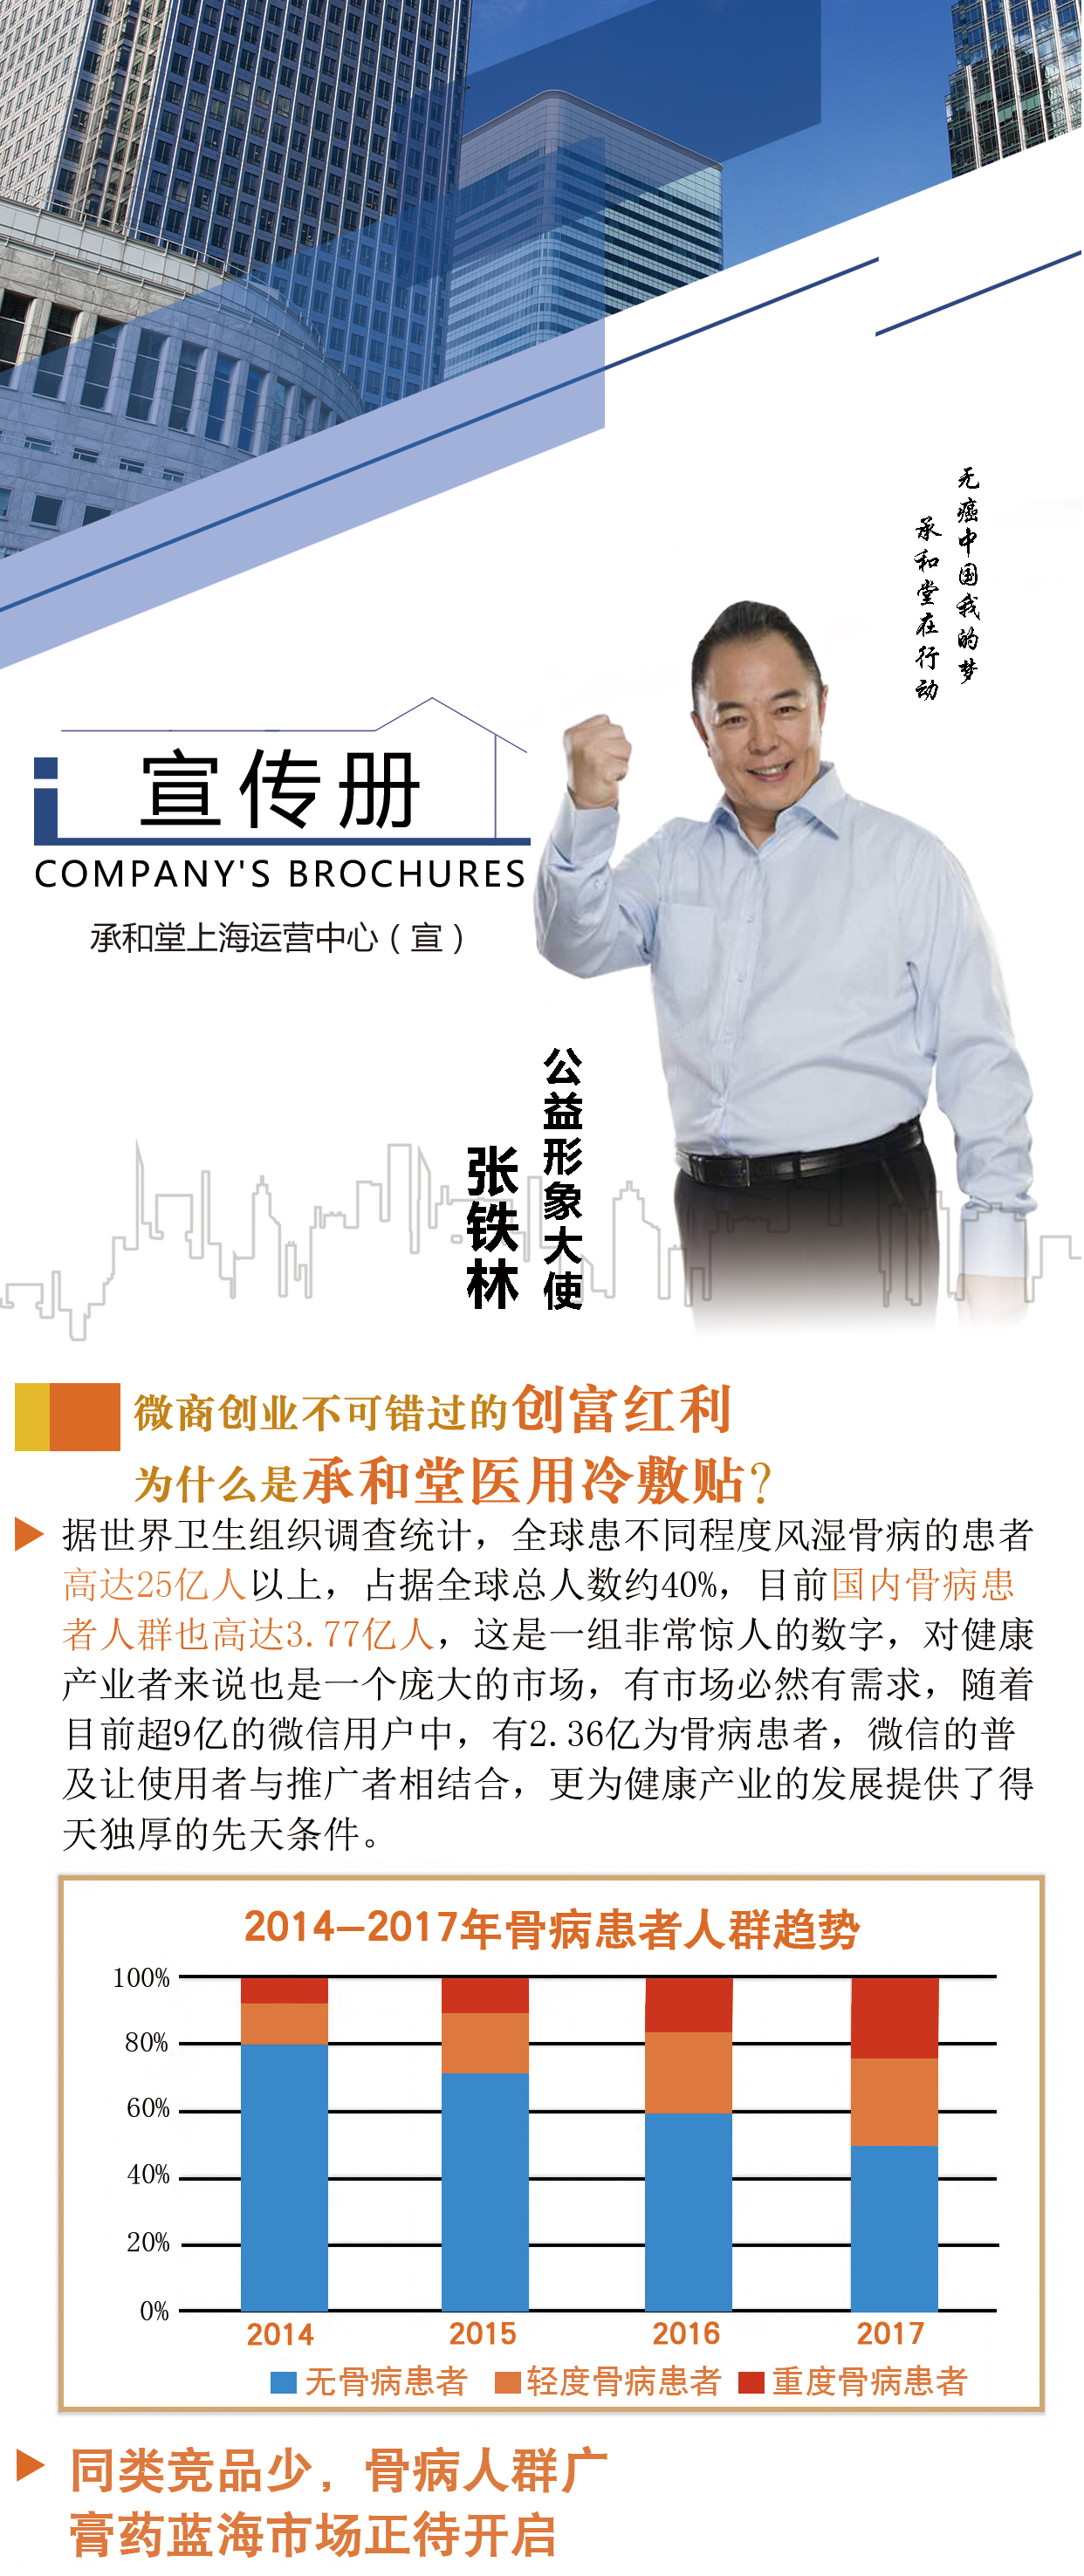 无癌中国我的梦
承和堂在行动
宣传册
COMPANY'S BROCHURES
承和堂上海运营中心（宣）
公益形象大使
张铁林
微商创业不可错过的创富红利
为什么是承和堂医用冷敷贴?
据世界卫生组织调查统计，全球患不同程度风湿骨病的患者
高达25亿人以上，占据全球总人数约40%，目前国内骨病患
者人群也高达3.77亿人，这是一组非常惊人的数字，对健康
产业者来说也是一个庞大的市场，有市场必然有需求，随着
目前超9亿的微信用户中，有2.36亿为骨病患者，微信的普
及让使用者与推广者相结合，更为健康产业的发展提供了得
天独厚的先天条件。
2014-2017年骨病患者人群趋势
100%
80%
60%
40%
20%
0%
2014 2015 2016 2017
无骨病患者 轻度骨病患者 重度骨病患者
同类竞品少，骨病人群广
膏药蓝海市场正待开启